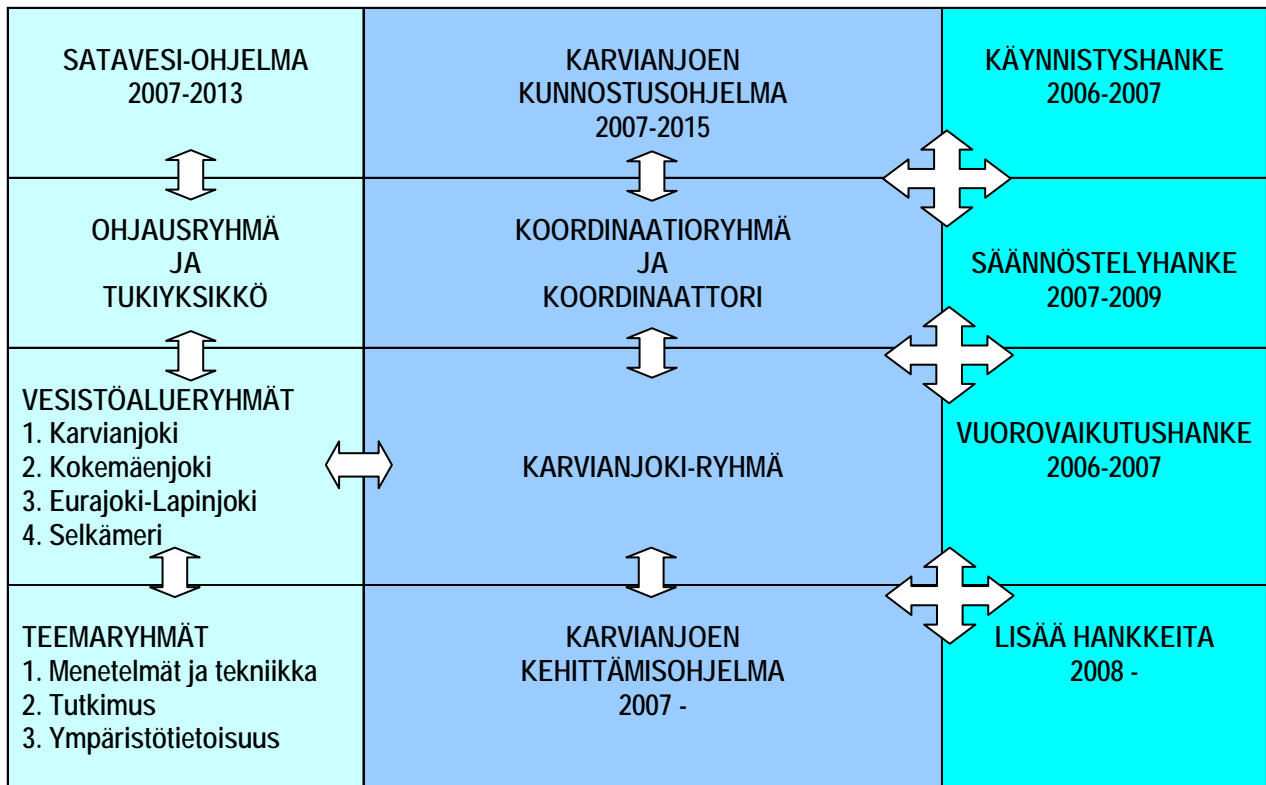 SATAVESI-OHJELMA
2007-2013
KARVIANJOEN
KUNNOSTUSOHJELMA
2007-2015
KÄYNNISTYSHANKE
2006-2007
OHJAUSRYHMÄ
JA
TUKIYKSIKKÖ
KOORDINAATIORYHMÄ
JA
KOORDINAATTORI
SÄÄNNÖSTELYHANKE
2007-2009
VESISTÖALUERYHMÄT
1. Karvianjoki
2. Kokemäenjoki
3. Eurajoki-Lapinjoki
4. Selkämeri
KARVIANJOKI-RYHMÄ
VUOROVAIKUTUSHANKE
2006-2007
TEEMARYHMÄT
1. Menetelmät ja tekniikka
2. Tutkimus
3. Ympäristötietoisuus
KARVIANJOEN
KEHITTÄMISOHJELMA
2007 -
LISÄÄ HANKKEITA
2008 -